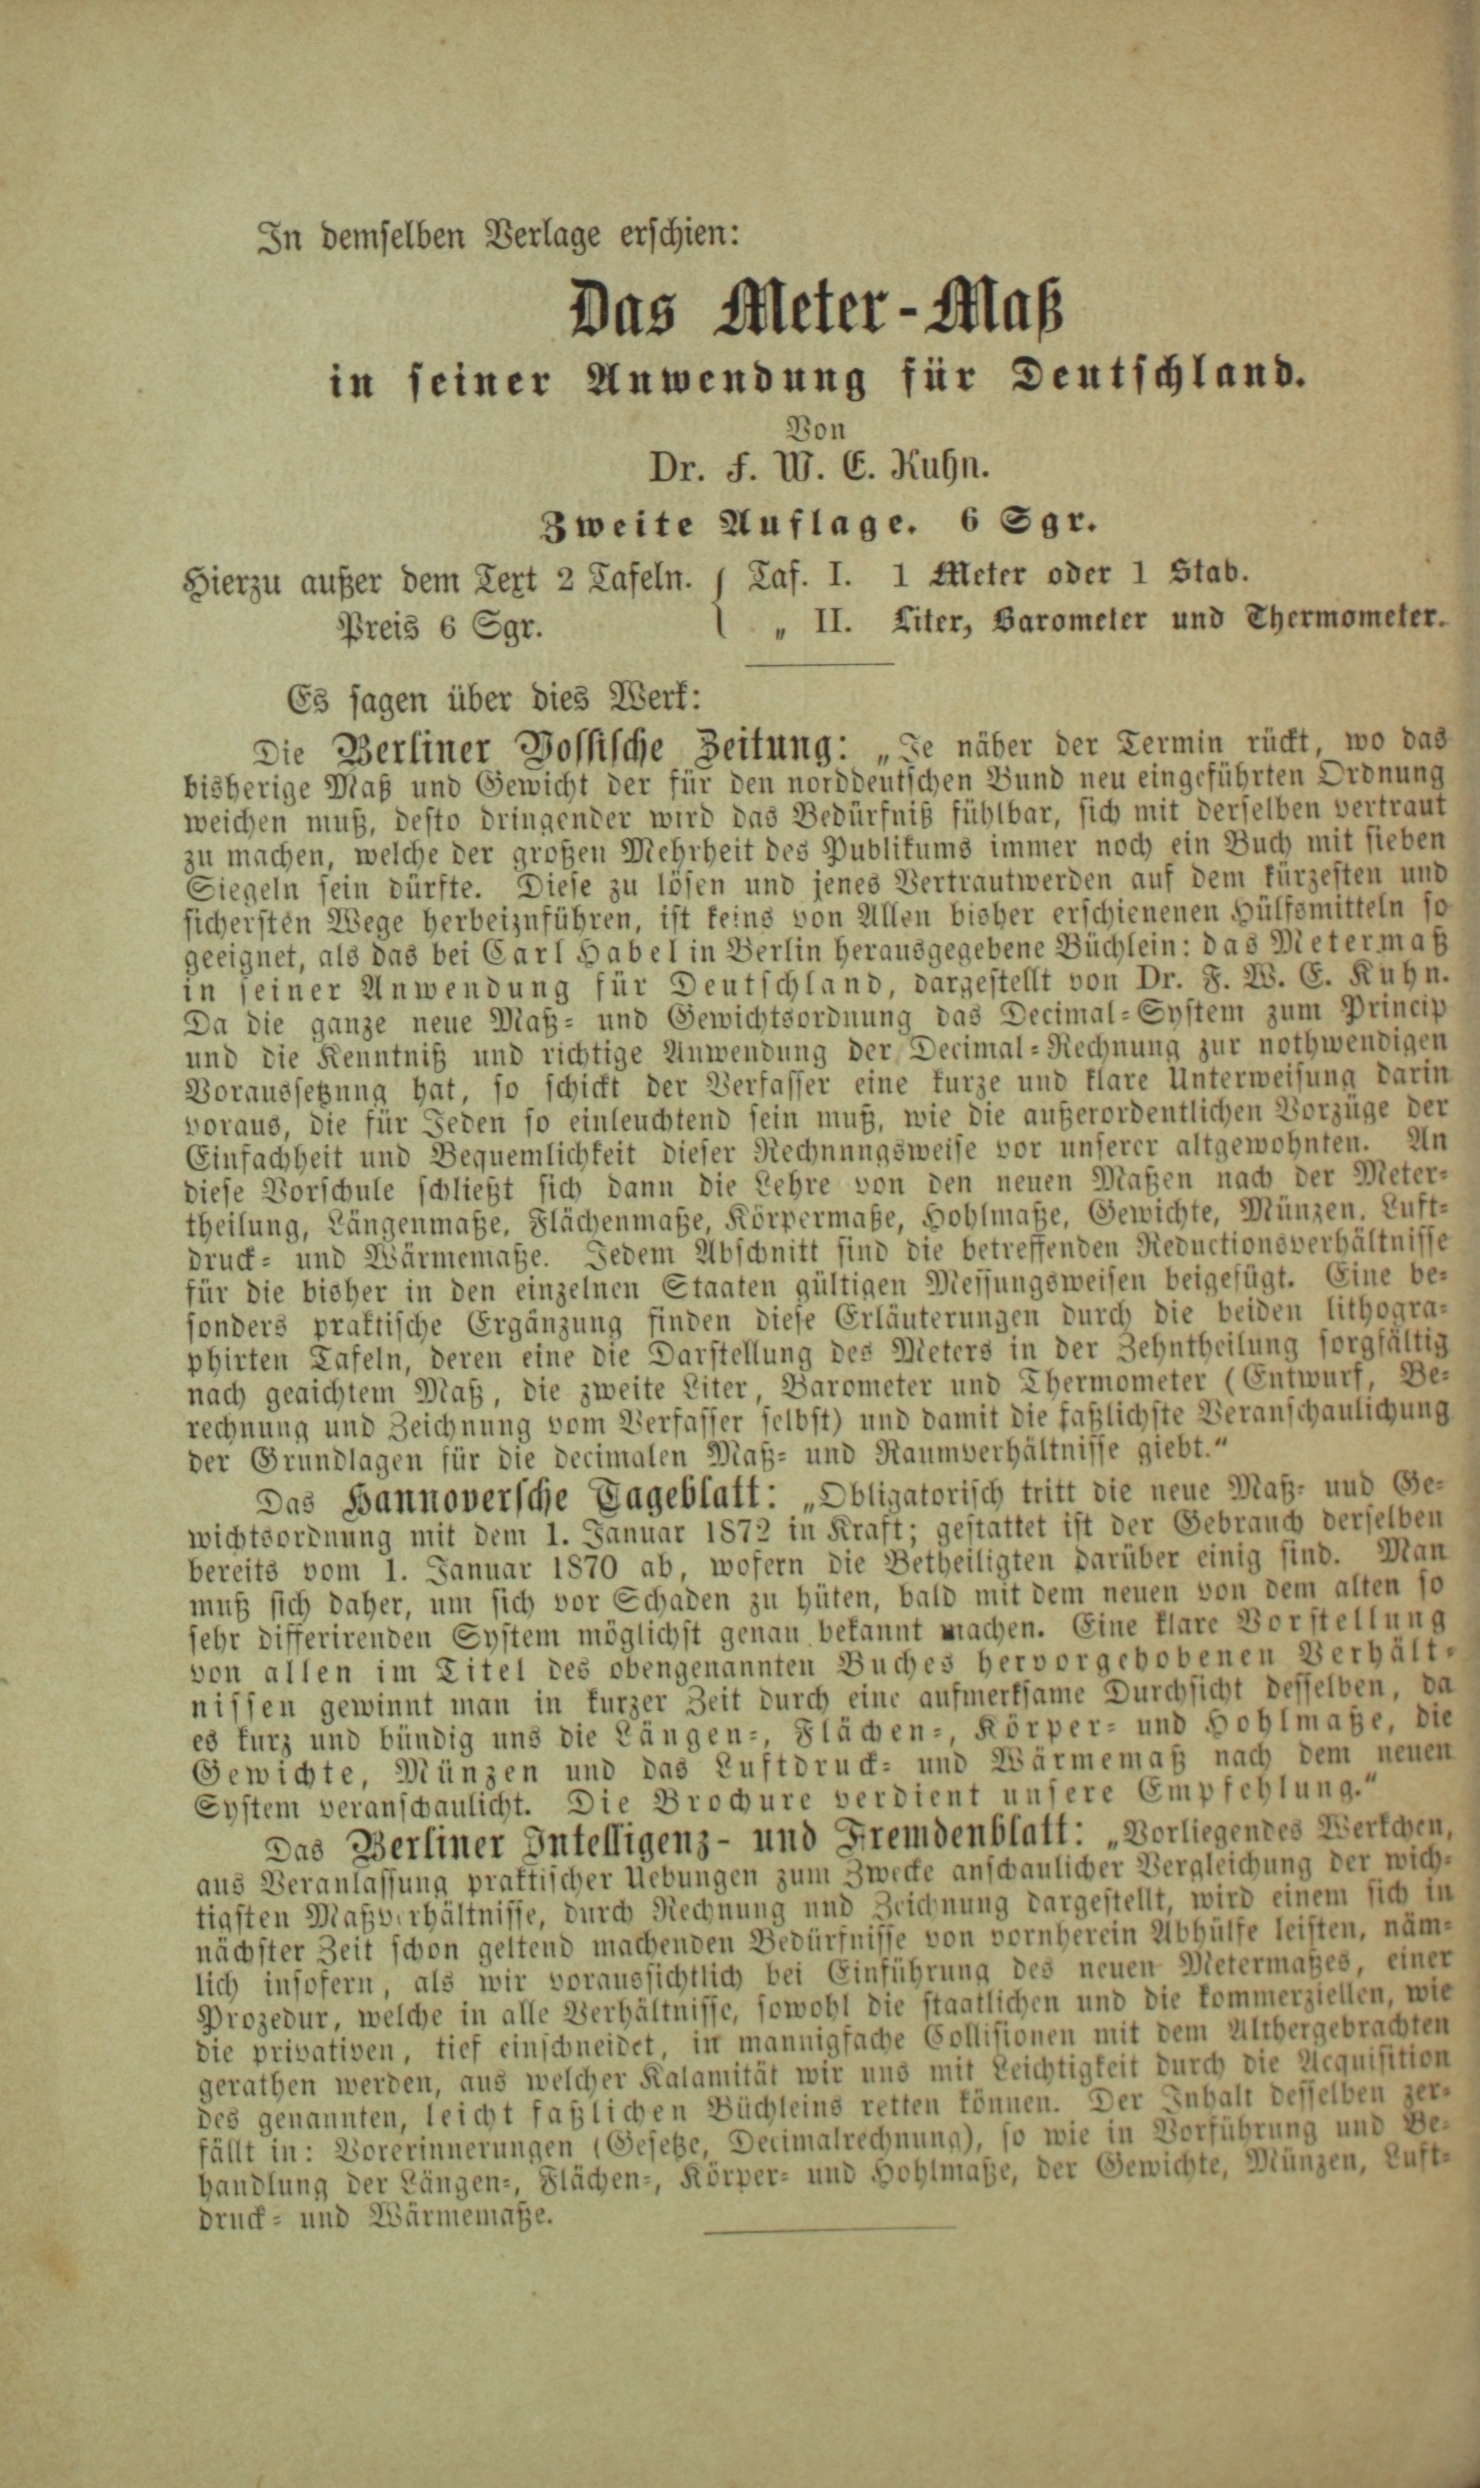 In demselben Verlage erschien:
Das Meter-Maß
in seiner Anwendung für Deutschland.
Von
Dr. F. W. E. Kuhn.
Zweite Auflage. 6 Sgr.
Hierzu außer dem Text 2 Tafeln. { Taf. I. 1 Meter oder 1 Stab.
Preis 6 Sgr. „ II. Liter, Barometer und Thermometer.
Es sagen über dies Werk:
Die Berliner Vossische Zeitung: „Je näher der Termin rückt, wo das
bisherige Maß und Gewicht der für den norddeutschen Bund neu eingeführten Ordnung
weichen muß, desto dringender wird das Bedürfniß fühlbar, sich mit derselben vertraut
zu machen, welche der großen Mehrheit des Publikums immer noch ein Buch mit sieben
Siegeln sein dürfte. Diese zu lösen und jenes Vertrautwerden auf dem kürzesten und
sichersten Wege herbeiznführen, ist keins von Allen bisher erschienenen Hülfsmitteln so
geeignet, als das bei Carl Habel in Berlin herausgegebene Büchlein: das Metermaß
in seiner Anwendung für Deutschland, dargestellt von Dr. F. W. E. Kuhn.
Da die ganze neue Maß- und Gewichtsordnung das Decimal-System zum Princip
und die Kenntniß und richtige Anwendung der Decimal-Rechnung zur nothwendigen
Voraussetzung hat, so schickt der Verfasser eine kurze und klare Unterweisung darin
voraus, die für Jeden so einleuchtend sein muß, wie die außerordentlichen Vorzüge der
Einfachheit und Bequemlichkeit dieser Rechnungsweise vor unserer altgewohnten. An
diese Vorschule schließt sich dann die Lehre von den neuen Maßen nach der Meter-
theilung, Längenmaße, Flächenmaße, Körpermaße, Hohlmaße, Gewichte, Münzen, Luft-
druck- und Wärmemaße. Jedem Abschnitt sind die betreffenden Reductionsverhältnisse
für die bisher in den einzelnen Staaten gültigen Messungsweisen beigefügt. Eine be-
sonders praktische Ergänzung finden diese Erläuterungen durch die beiden lithogra-
phirten Tafeln, deren eine die Darstellung des Meters in der Zehntheilung sorgfältig
nach geaichtem Maß, die zweite Liter, Barometer und Thermometer (Entwurf, Be-
rechnung und Zeichnung vom Verfasser selbst) und damit die faßlichste Veranschaulichung
der Grundlagen für die decimalen Maß- und Raumverhältnisse giebt.“
Das Hannoversche Tageblatt: „Obligatorisch tritt die neue Maß- und Ge-
wichtsordnung mit dem 1. Januar 1872 in Kraft; gestattet ist der Gebrauch derselben
bereits vom 1. Januar 1870 ab, wofern die Betheiligten darüber einig sind. Man
muß sich daher, um sich vor Schaden zu hüten, bald mit dem neuen von dem alten so
sehr differirenden System möglichst genau bekannt machen. Eine klare Vorstellung
von allen im Titel des obengenannten Buches hervorgehobenen Verhält-
nissen gewinnt man in kurzer Zeit durch eine aufmerksame Durchsicht desselben, da
es kurz und bündig uns die Längen-, Flächen-, Körper- und Hohlmaße, die
Gewichte, Münzen und das Luftdruck- und Wärmemaß nach dem neuen
System veranschaulicht. Die Brochure verdient unsere Empfehlung.“
Das Berliner Intelligenz- und Fremdenblatt: „Vorliegendes Werkchen,
aus Veranlassung praktischer Uebungen zum Zwecke anschaulicher Vergleichung der wich-
tigsten Maßverhältnisse, durch Rechnung und Zeichnung dargestellt, wird einem sich in
nächster Zeit schon geltend machenden Bedürfnisse von vornherein Abhülfe leisten, näm-
lich insofern, als wir voraussichtlich bei Einführung des neuen Metermaßes, einer
Prozedur, welche in alle Verhältnisse, sowohl die staatlichen und die kommerziellen, wie
die privativen, tief einschneidet, in mannigfache Collisionen mit dem Althergebrachten
gerathen werden, aus welcher Kalamität wir uns mit Leichtigkeit durch die Acquisition
des genannten, leicht faßlichen Büchleins retten können. Der Inhalt desselben zer-
fällt in: Vorerinnerungen (Gesetze, Decimalrechnung), so wie in Vorführung und Be-
handlung der Längen-, Flächen-, Körper- und Hohlmaße, der Gewichte, Münzen, Luft-
druck- und Wärmemaße.